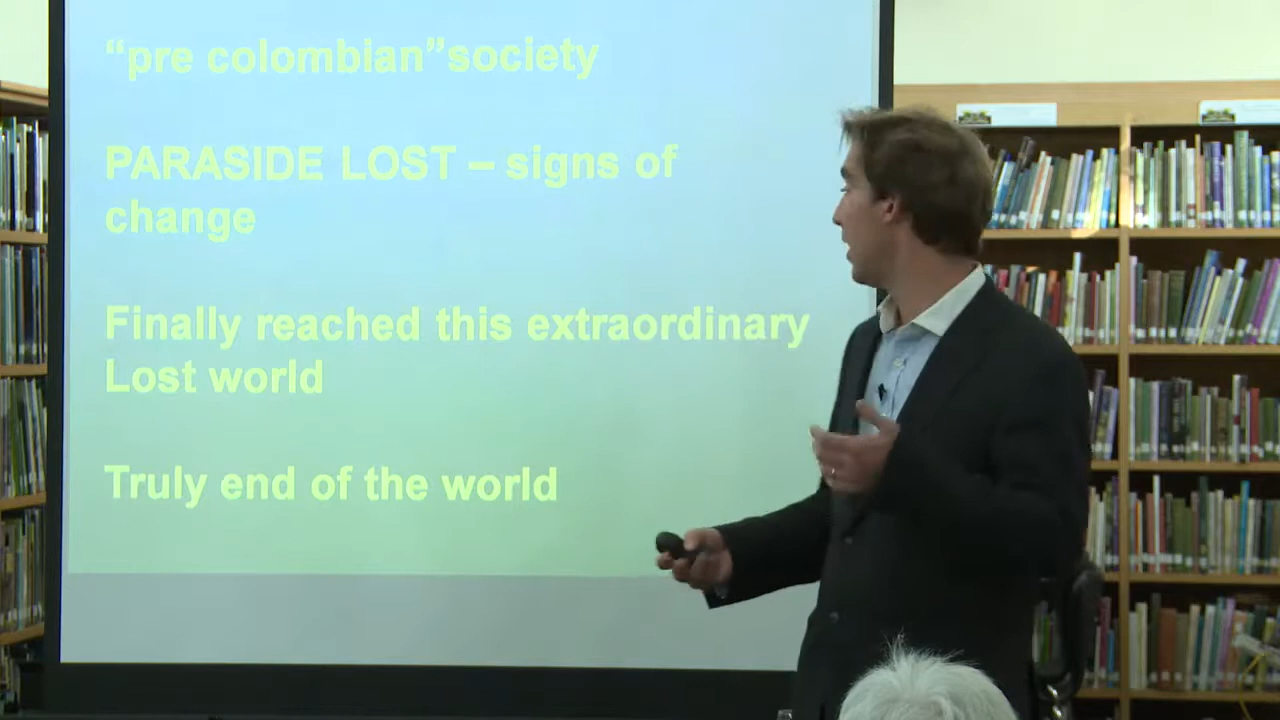 “pre colombian”society
PARASIDE LOST – signs of
change
Finally reached this extraordinary
Lost world
Truly end of the world